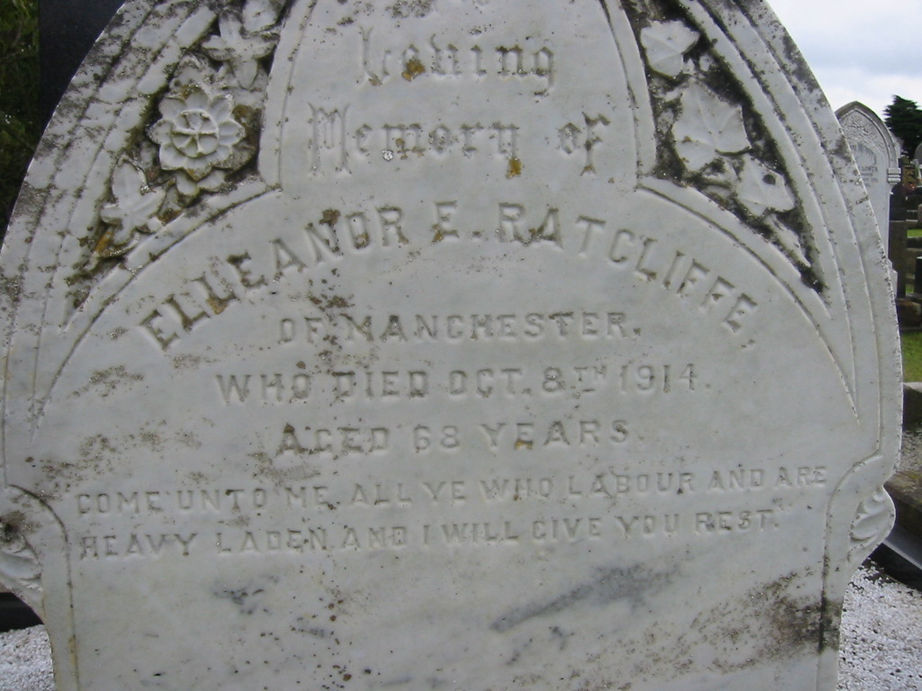 Loving
Memory of
ELLEANOR E. RATCLIFFE,
OF MANCHESTER.
WHO DIED OCT. 8TH 1914.
AGED 68 YEARS.
COME UNTO ME, ALL YE WHO LABOUR AND ARE
HEAVY LADEN, AND I WILL GIVE YOU REST.